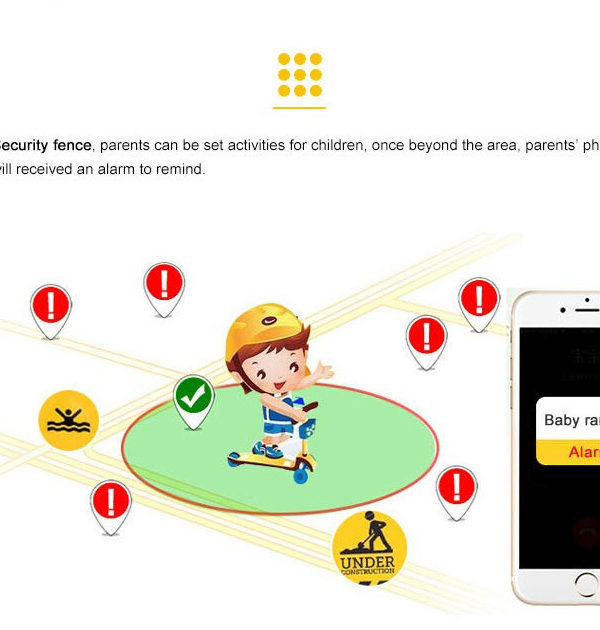 ecurity fence, parents can be set activities for children, once beyond the area, parents' ph
ill received an alarm to remind.
Baby ra
Alar
UNDER
CONSTRUCTION